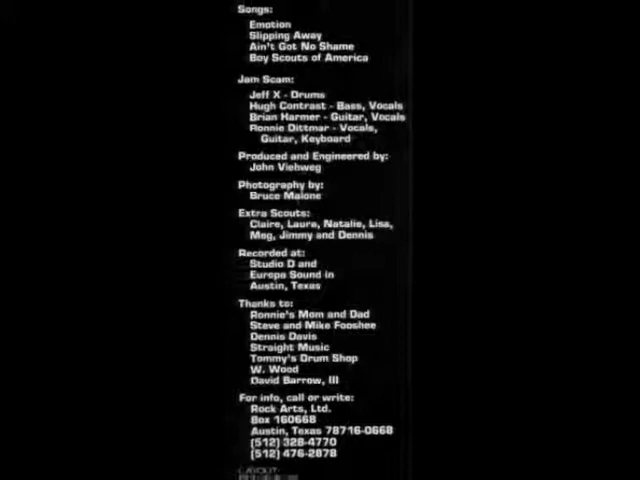 Songs:
Emotion
Slipping Away
Ain't Got No Shame
Boy Scouts of America
Jam Scam:
Jeff X - Drums
Hugh Contrast - Bass, Vocals
Brian Harmer - Guitar, Vocals
Ronnie Dittmar - Vocals,
Guitar, Keyboard
Produced and Engineered by:
John Viehweg
Photography by:
Bruce Malone
Extra Scouts:
Claire, Laura, Natalie, Lisa,
Meg, Jimmy and Dennis
Recorded at:
Studio D and
Europa Sound in
Austin, Texas
Thanks to:
Ronnie's Mom and Dad
Steve and Mike Fooshee
Dennis Davis
Straight Music
Tommy's Drum Shop
W. Wood
David Barrow, III
For info, call or write:
Rock Arts, Ltd.
Box 160668
Austin, Texas 78716-0668
(512) 328-4770
(512) 476-2878
LAYOUT